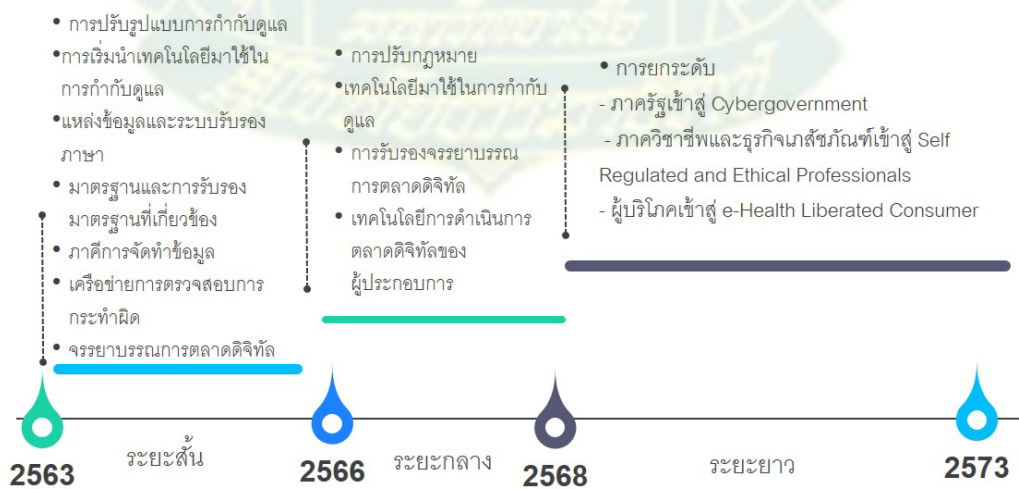 • การปรับรูปแบบการกำกับดูแล
•การเริ่มนำเทคโนโลยีมาใช้ใน
การกำกับดูแล
•แหล่งข้อมูลและระบบรับรอง
ภาษา
• มาตรฐานและการรับรอง
มาตรฐานที่เกี่ยวข้อง
• ภาคีการจัดทำข้อมูล
• เครือข่ายการตรวจสอบการ
กระทำผิด
• จรรยาบรรณการตลาดดิจิทัล
• การปรับกฎหมาย
•เทคโนโลยีมาใช้ในการกำกับ
ดูแล
• การรับรองจรรยาบรรณ
การตลาดดิจิทัล
• เทคโนโลยีการดำเนินการ
ตลาดดิจิทัลของ
ผู้ประกอบการ
• การยกระดับ
- ภาครัฐเข้าสู่ Cybergovernment
- ภาควิชาชีพและธุรกิจเภสัชภัณฑ์เข้าสู่ Self
Regulated and Ethical Professionals
- ผู้บริโภคเข้าสู่ e-Health Liberated Consumer
2563
ระยะสั้น
2566
ระยะกลาง
2568
ระยะยาว
2573